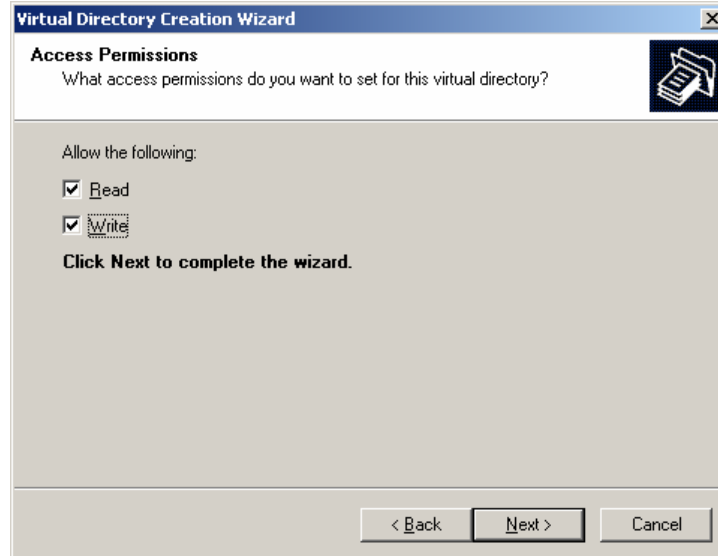 Virtual Directory Creation Wizard
Access Permissions
What access permissions do you want to set for this virtual directory?
Allow the following:
Read
Write
Click Next to complete the wizard.
< Back Next > Cancel